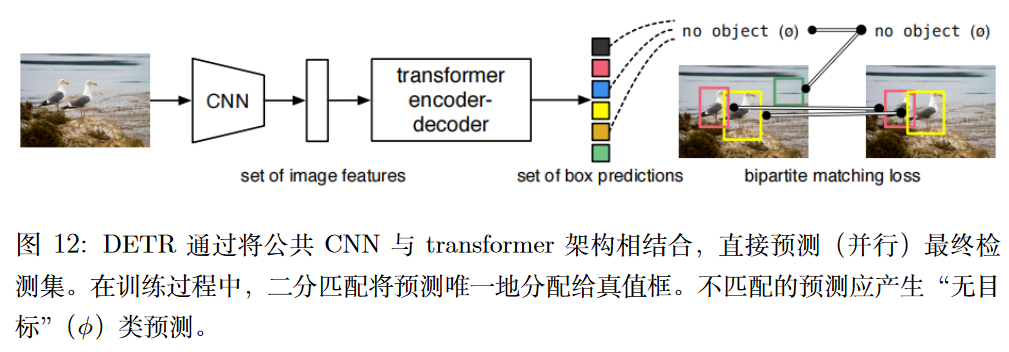 no object (ø)
no object (ø)
CNN
transformer
encoder-
decoder
set of image features
set of box predictions
bipartite matching loss
图 12: DETR 通过将公共 CNN 与 transformer 架构相结合，直接预测（并行）最终检
测集。在训练过程中，二分匹配将预测唯一地分配给真值框。不匹配的预测应产生“无目
标”（ϕ）类预测。